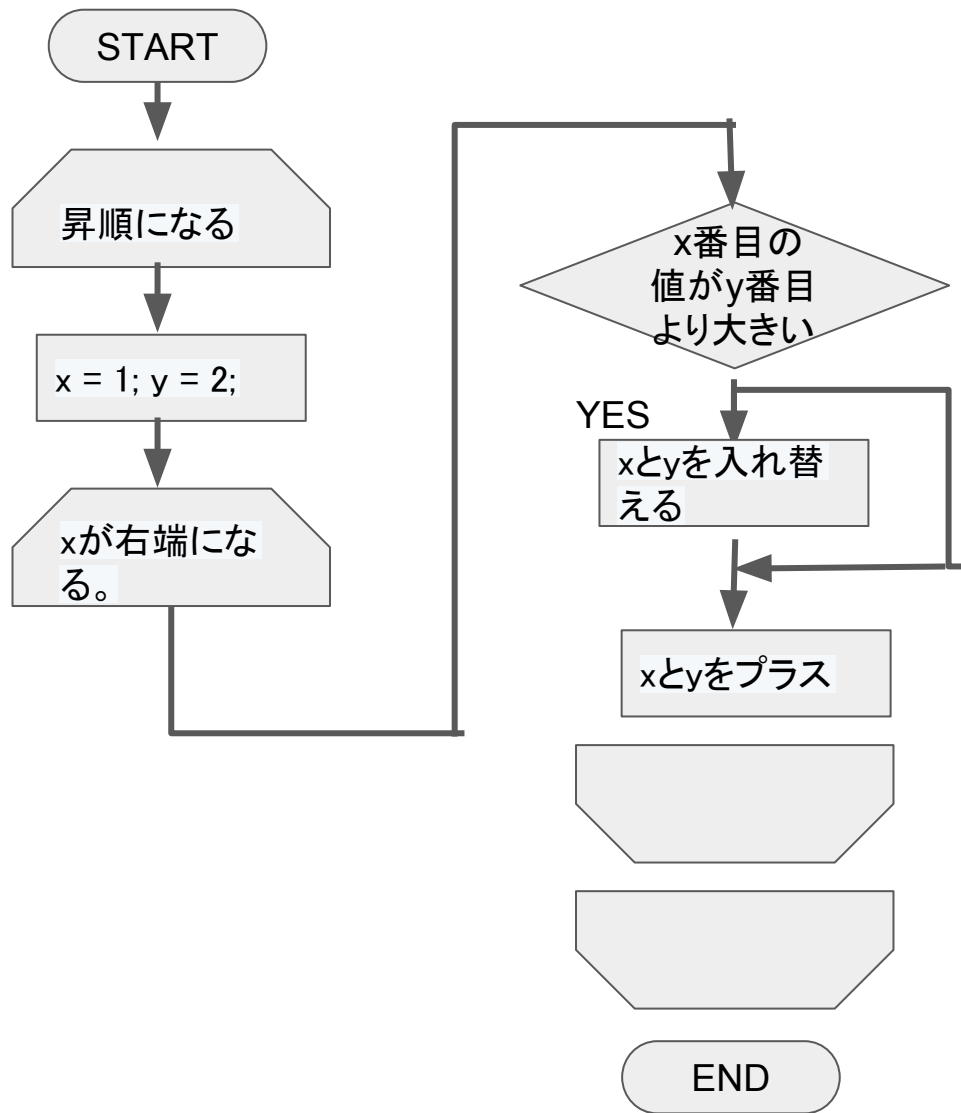 START
昇順になる
x = 1; y = 2;
xが右端にな
る。
x番目の
値がy番目
より大きい
YES
xとyを入れ替
える
xとyをプラス
END